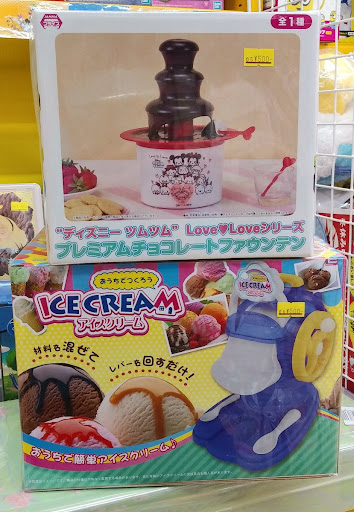 全1種
"ディズニー ツムツム" Love♥Loveシリーズ
プレミアムチョコレートファウンテン
おうちでつくろう
ICE CREAM
アイスクリーム
材料を混ぜて
レバーを回すだけ!
おうちで簡単アイスクリーム♪
ICE CREAM